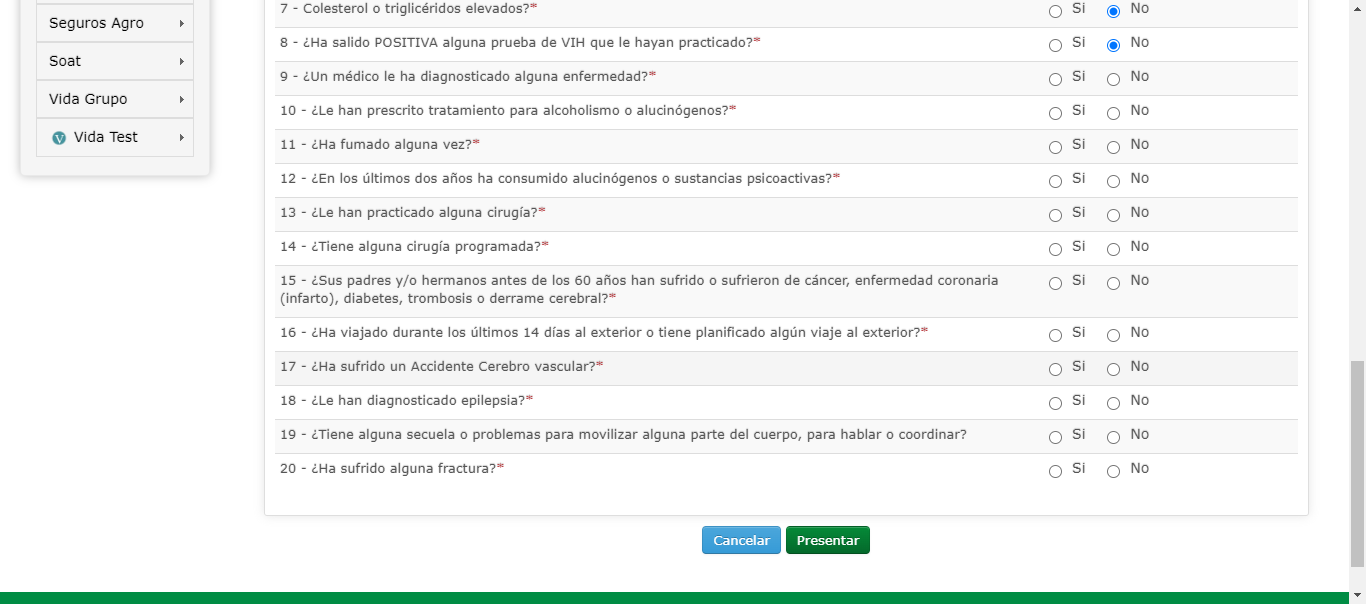 Seguros Agro
Soat
Vida Grupo
Vida Test
7 - Colesterol o triglicéridos elevados?* Si No
8 - ¿Ha salido POSITIVA alguna prueba de VIH que le hayan practicado?* Si No
9 - ¿Un médico le ha diagnosticado alguna enfermedad?* Si No
10 - ¿Le han prescrito tratamiento para alcoholismo o alucinógenos?* Si No
11 - ¿Ha fumado alguna vez?* Si No
12 - ¿En los últimos dos años ha consumido alucinógenos o sustancias psicoactivas?* Si No
13 - ¿Le han practicado alguna cirugía?* Si No
14 - ¿Tiene alguna cirugía programada?* Si No
15 - ¿Sus padres y/o hermanos antes de los 60 años han sufrido o sufrieron de cáncer, enfermedad coronaria Si No
(infarto), diabetes, trombosis o derrame cerebral?*
16 - ¿Ha viajado durante los últimos 14 días al exterior o tiene planificado algún viaje al exterior?* Si No
17 - ¿Ha sufrido un Accidente Cerebro vascular?* Si No
18 - ¿Le han diagnosticado epilepsia?* Si No
19 - ¿Tiene alguna secuela o problemas para movilizar alguna parte del cuerpo, para hablar o coordinar? Si No
20 - ¿Ha sufrido alguna fractura?* Si No
Cancelar Presentar